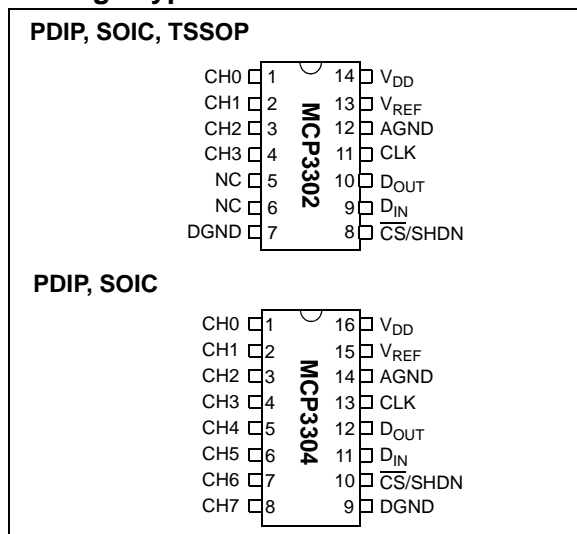 PDIP, SOIC, TSSOP
CH0 1 14 VDD
CH1 2 13 VREF
CH2 3 12 AGND
CH3 4 11 CLK
NC 5 10 DOUT
NC 6 9 DIN
DGND 7 8 CS/SHDN
MCP3302
PDIP, SOIC
CH0 1 16 VDD
CH1 2 15 VREF
CH2 3 14 AGND
CH3 4 13 CLK
CH4 5 12 DOUT
CH5 6 11 DIN
CH6 7 10 CS/SHDN
CH7 8 9 DGND
MCP3304